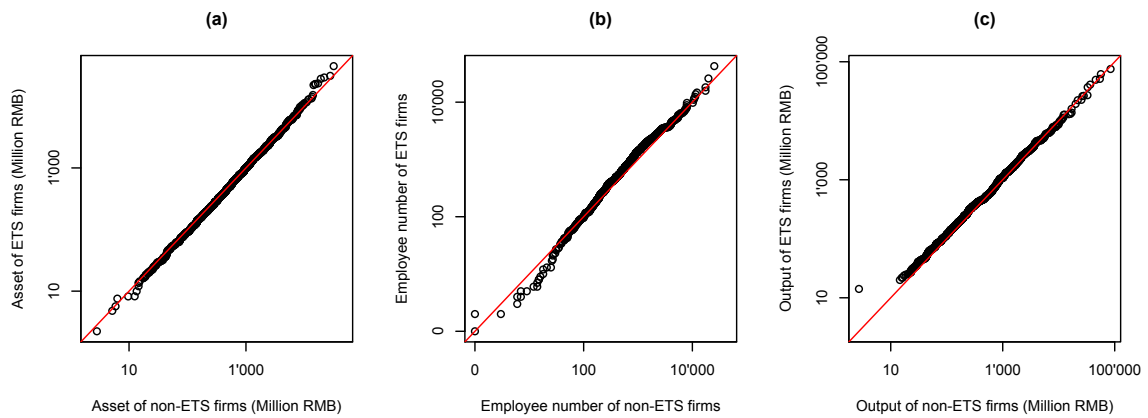 (a)
Asset of ETS firms (Million RMB)
1'000
10
10
1'000
Asset of non-ETS firms (Million RMB)
(b)
Employee number of ETS firms
10'000
100
0
0
100
10'000
Employee number of non-ETS firms
(c)
Output of ETS firms (Million RMB)
100'000
1'000
10
10
1'000
100'000
Output of non-ETS firms (Million RMB)